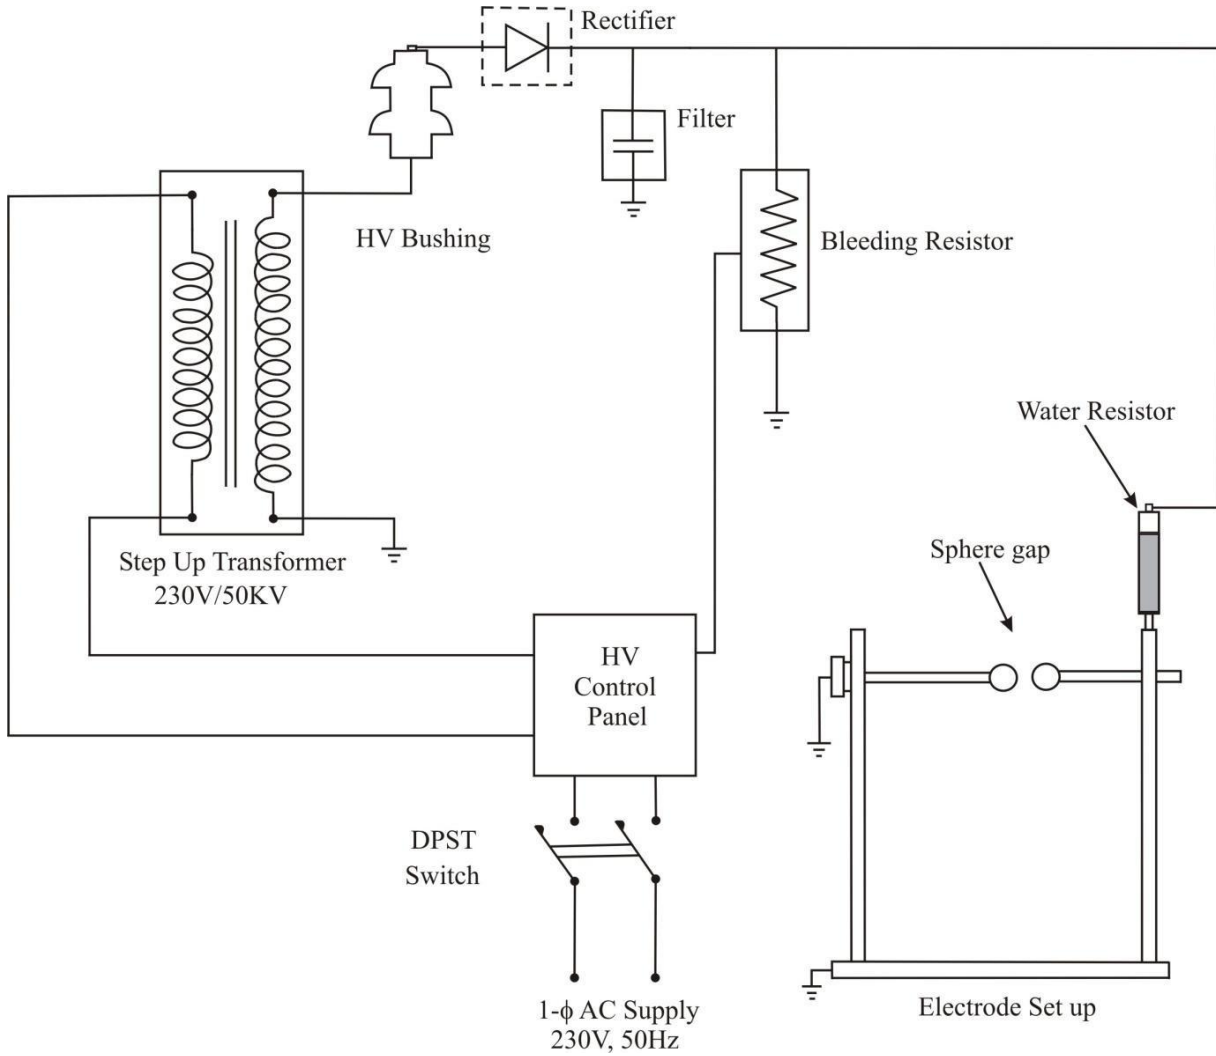 Rectifier
Filter
HV Bushing
Bleeding Resistor
Water Resistor
Step Up Transformer
230V/50KV
Sphere gap
HV
Control
Panel
DPST
Switch
1-ϕ AC Supply
230V, 50Hz
Electrode Set up